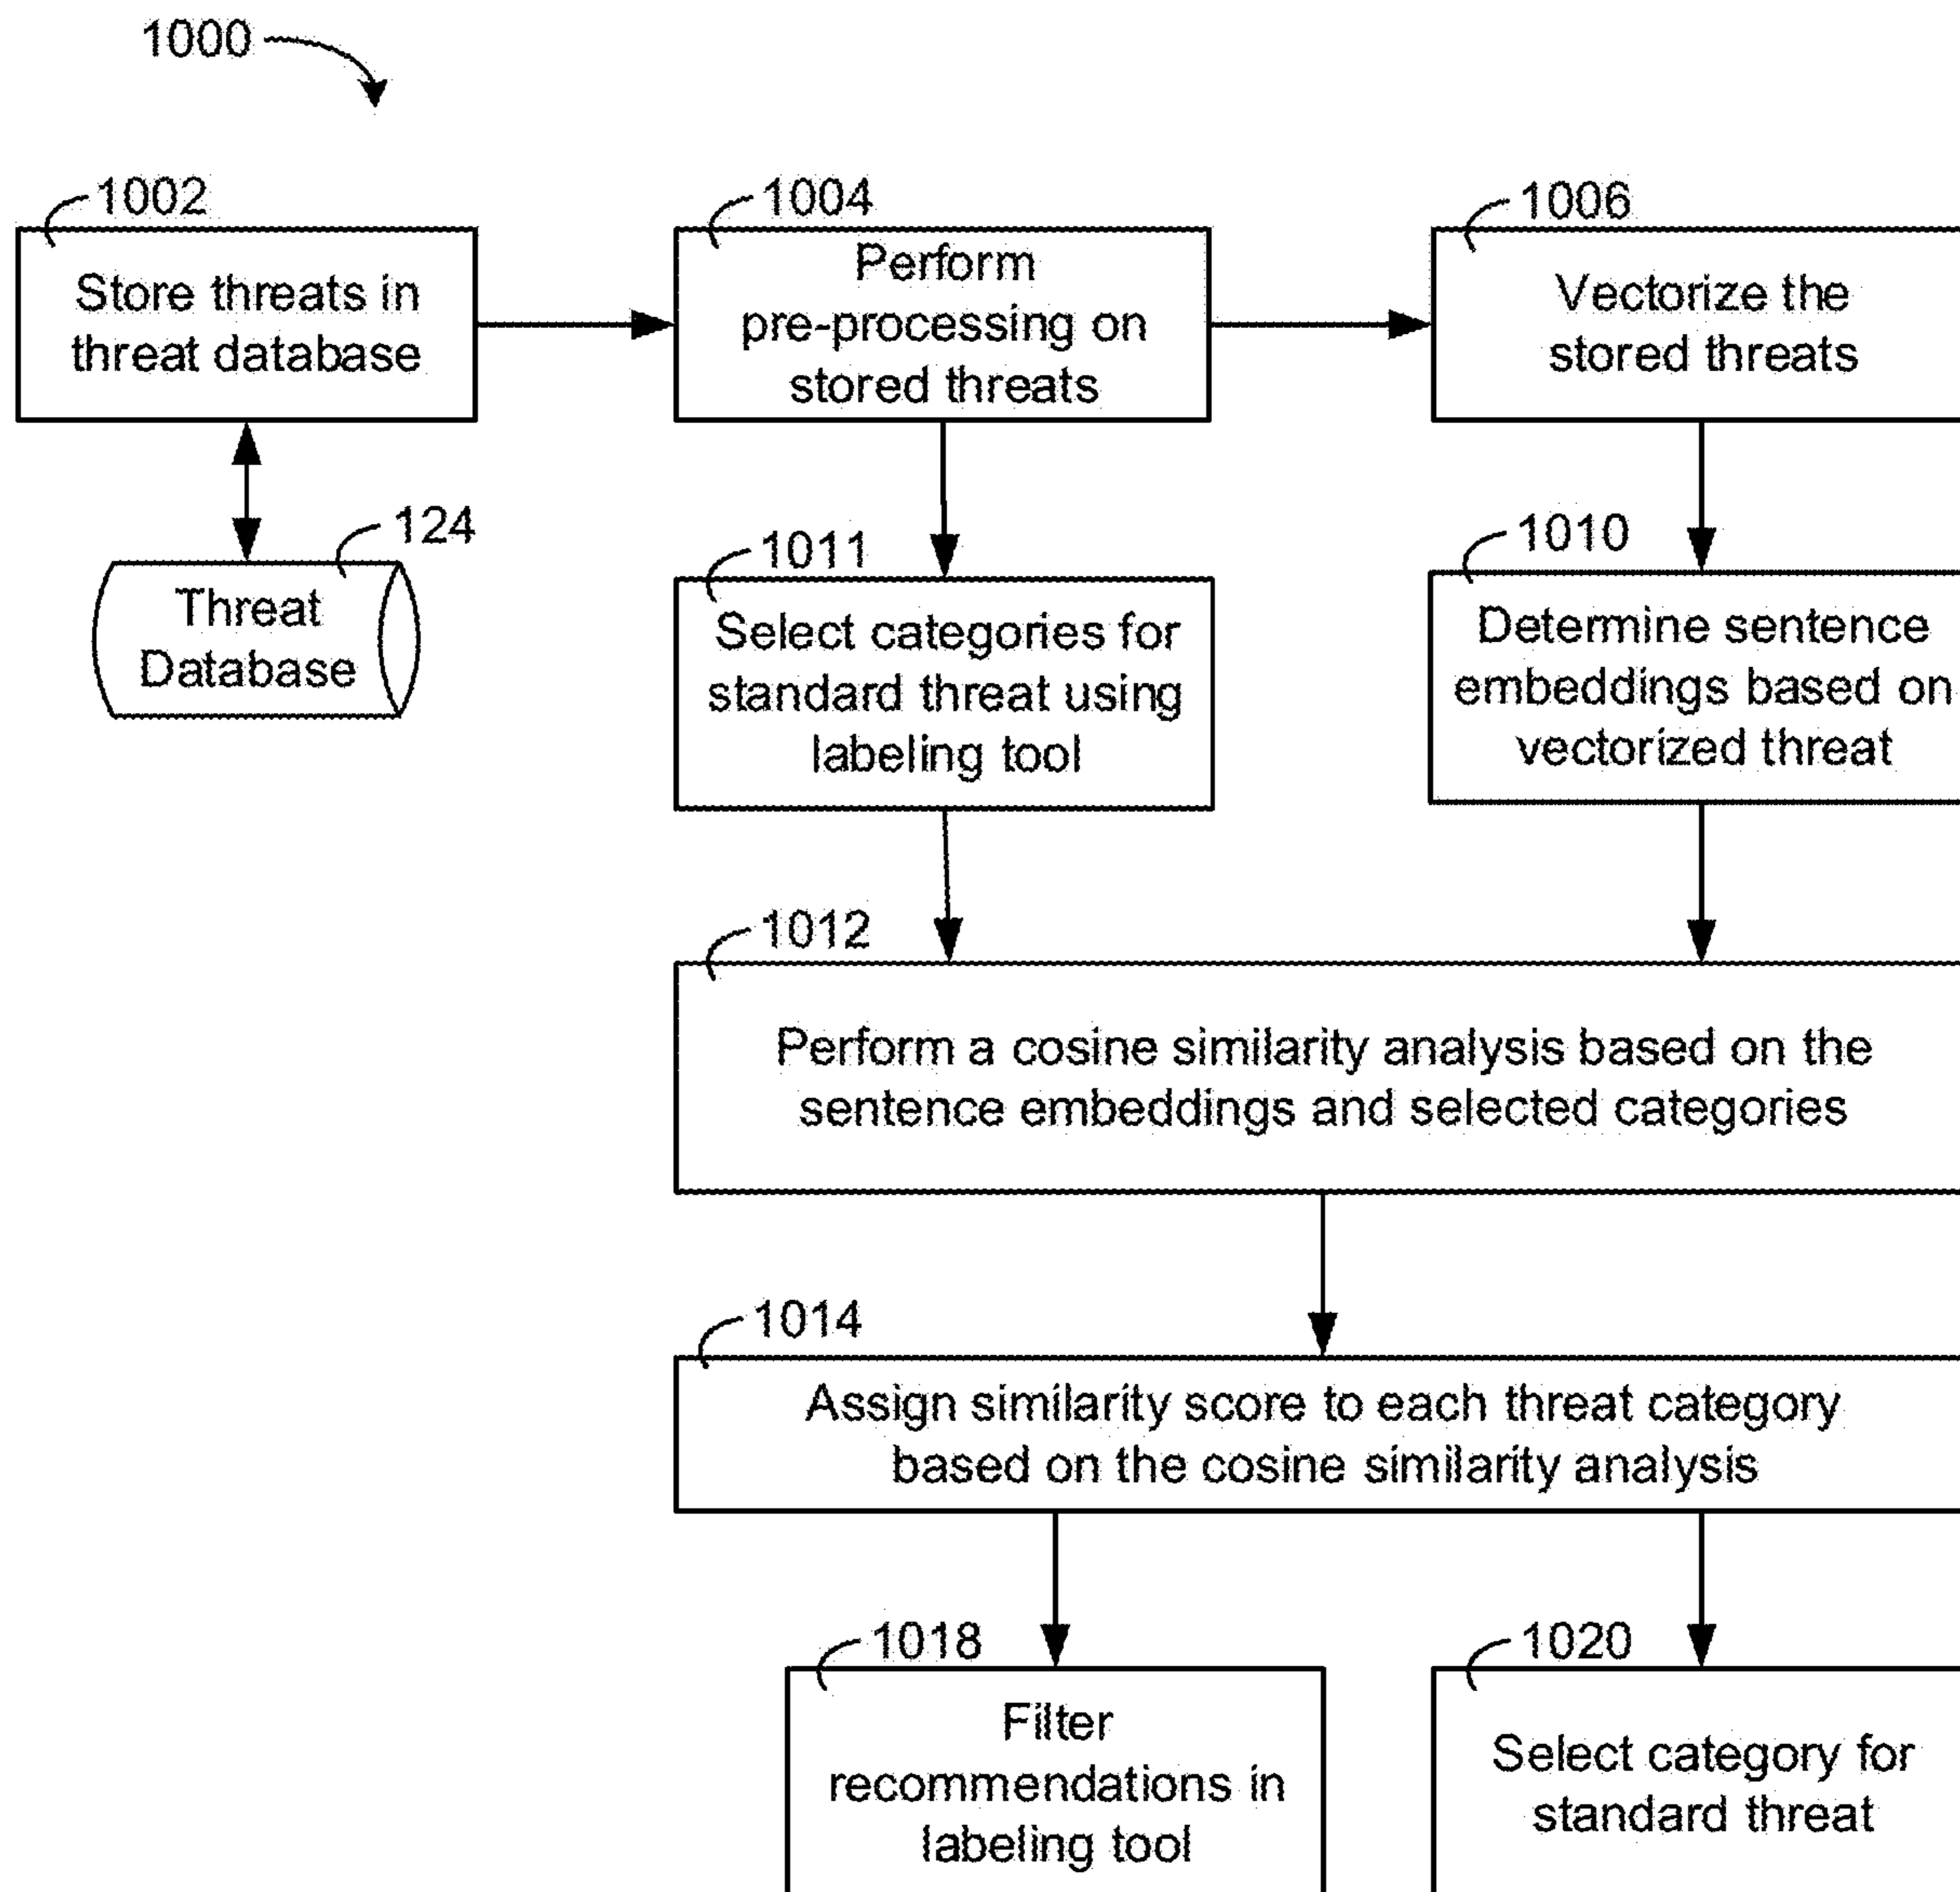 1000
1002
Store threats in
threat database
1004
Perform
pre-processing on
stored threats
1006
Vectorize the
stored threats
124
Threat
Database
1011
Select categories for
standard threat using
labeling tool
1010
Determine sentence
embeddings based on
vectorized threat
1012
Perform a cosine similarity analysis based on the
sentence embeddings and selected categories
1014
Assign similarity score to each threat category
based on the cosine similarity analysis
1018
Filter
recommendations in
labeling tool
1020
Select category for
standard threat